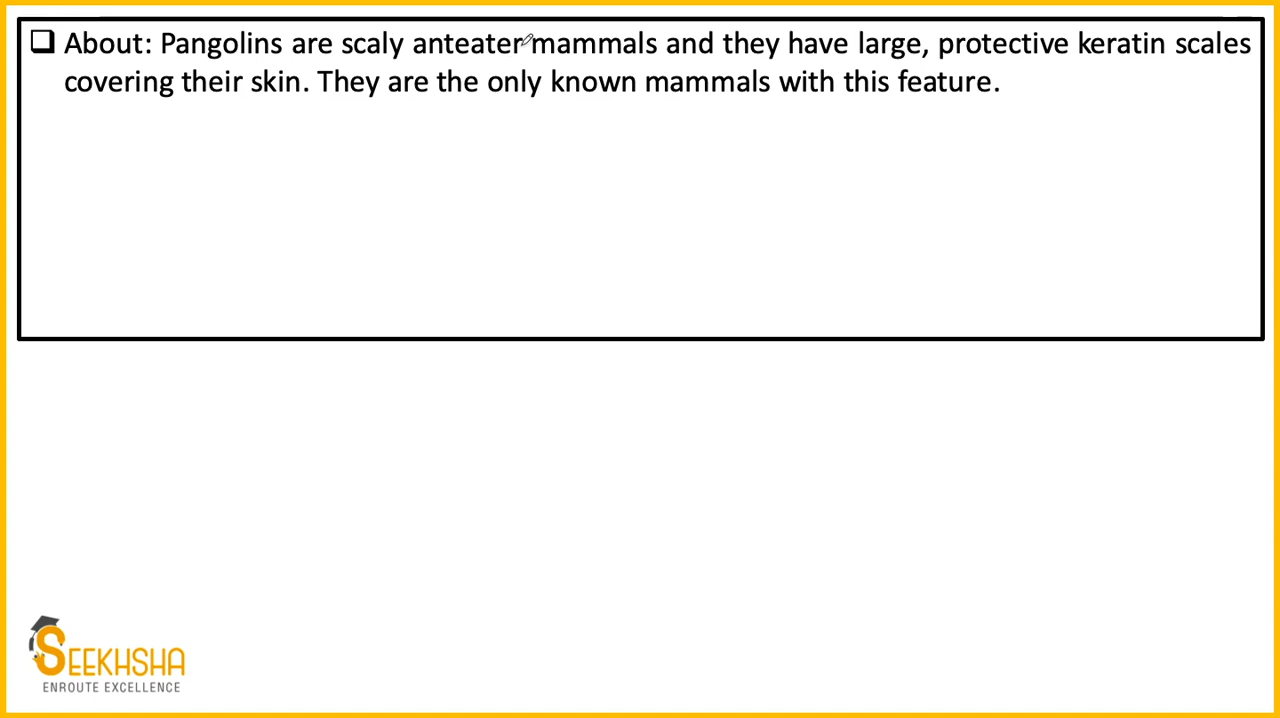 ❑ About: Pangolins are scaly anteater mammals and they have large, protective keratin scales
covering their skin. They are the only known mammals with this feature.
SEEKHSHA
ENROUTE EXCELLENCE